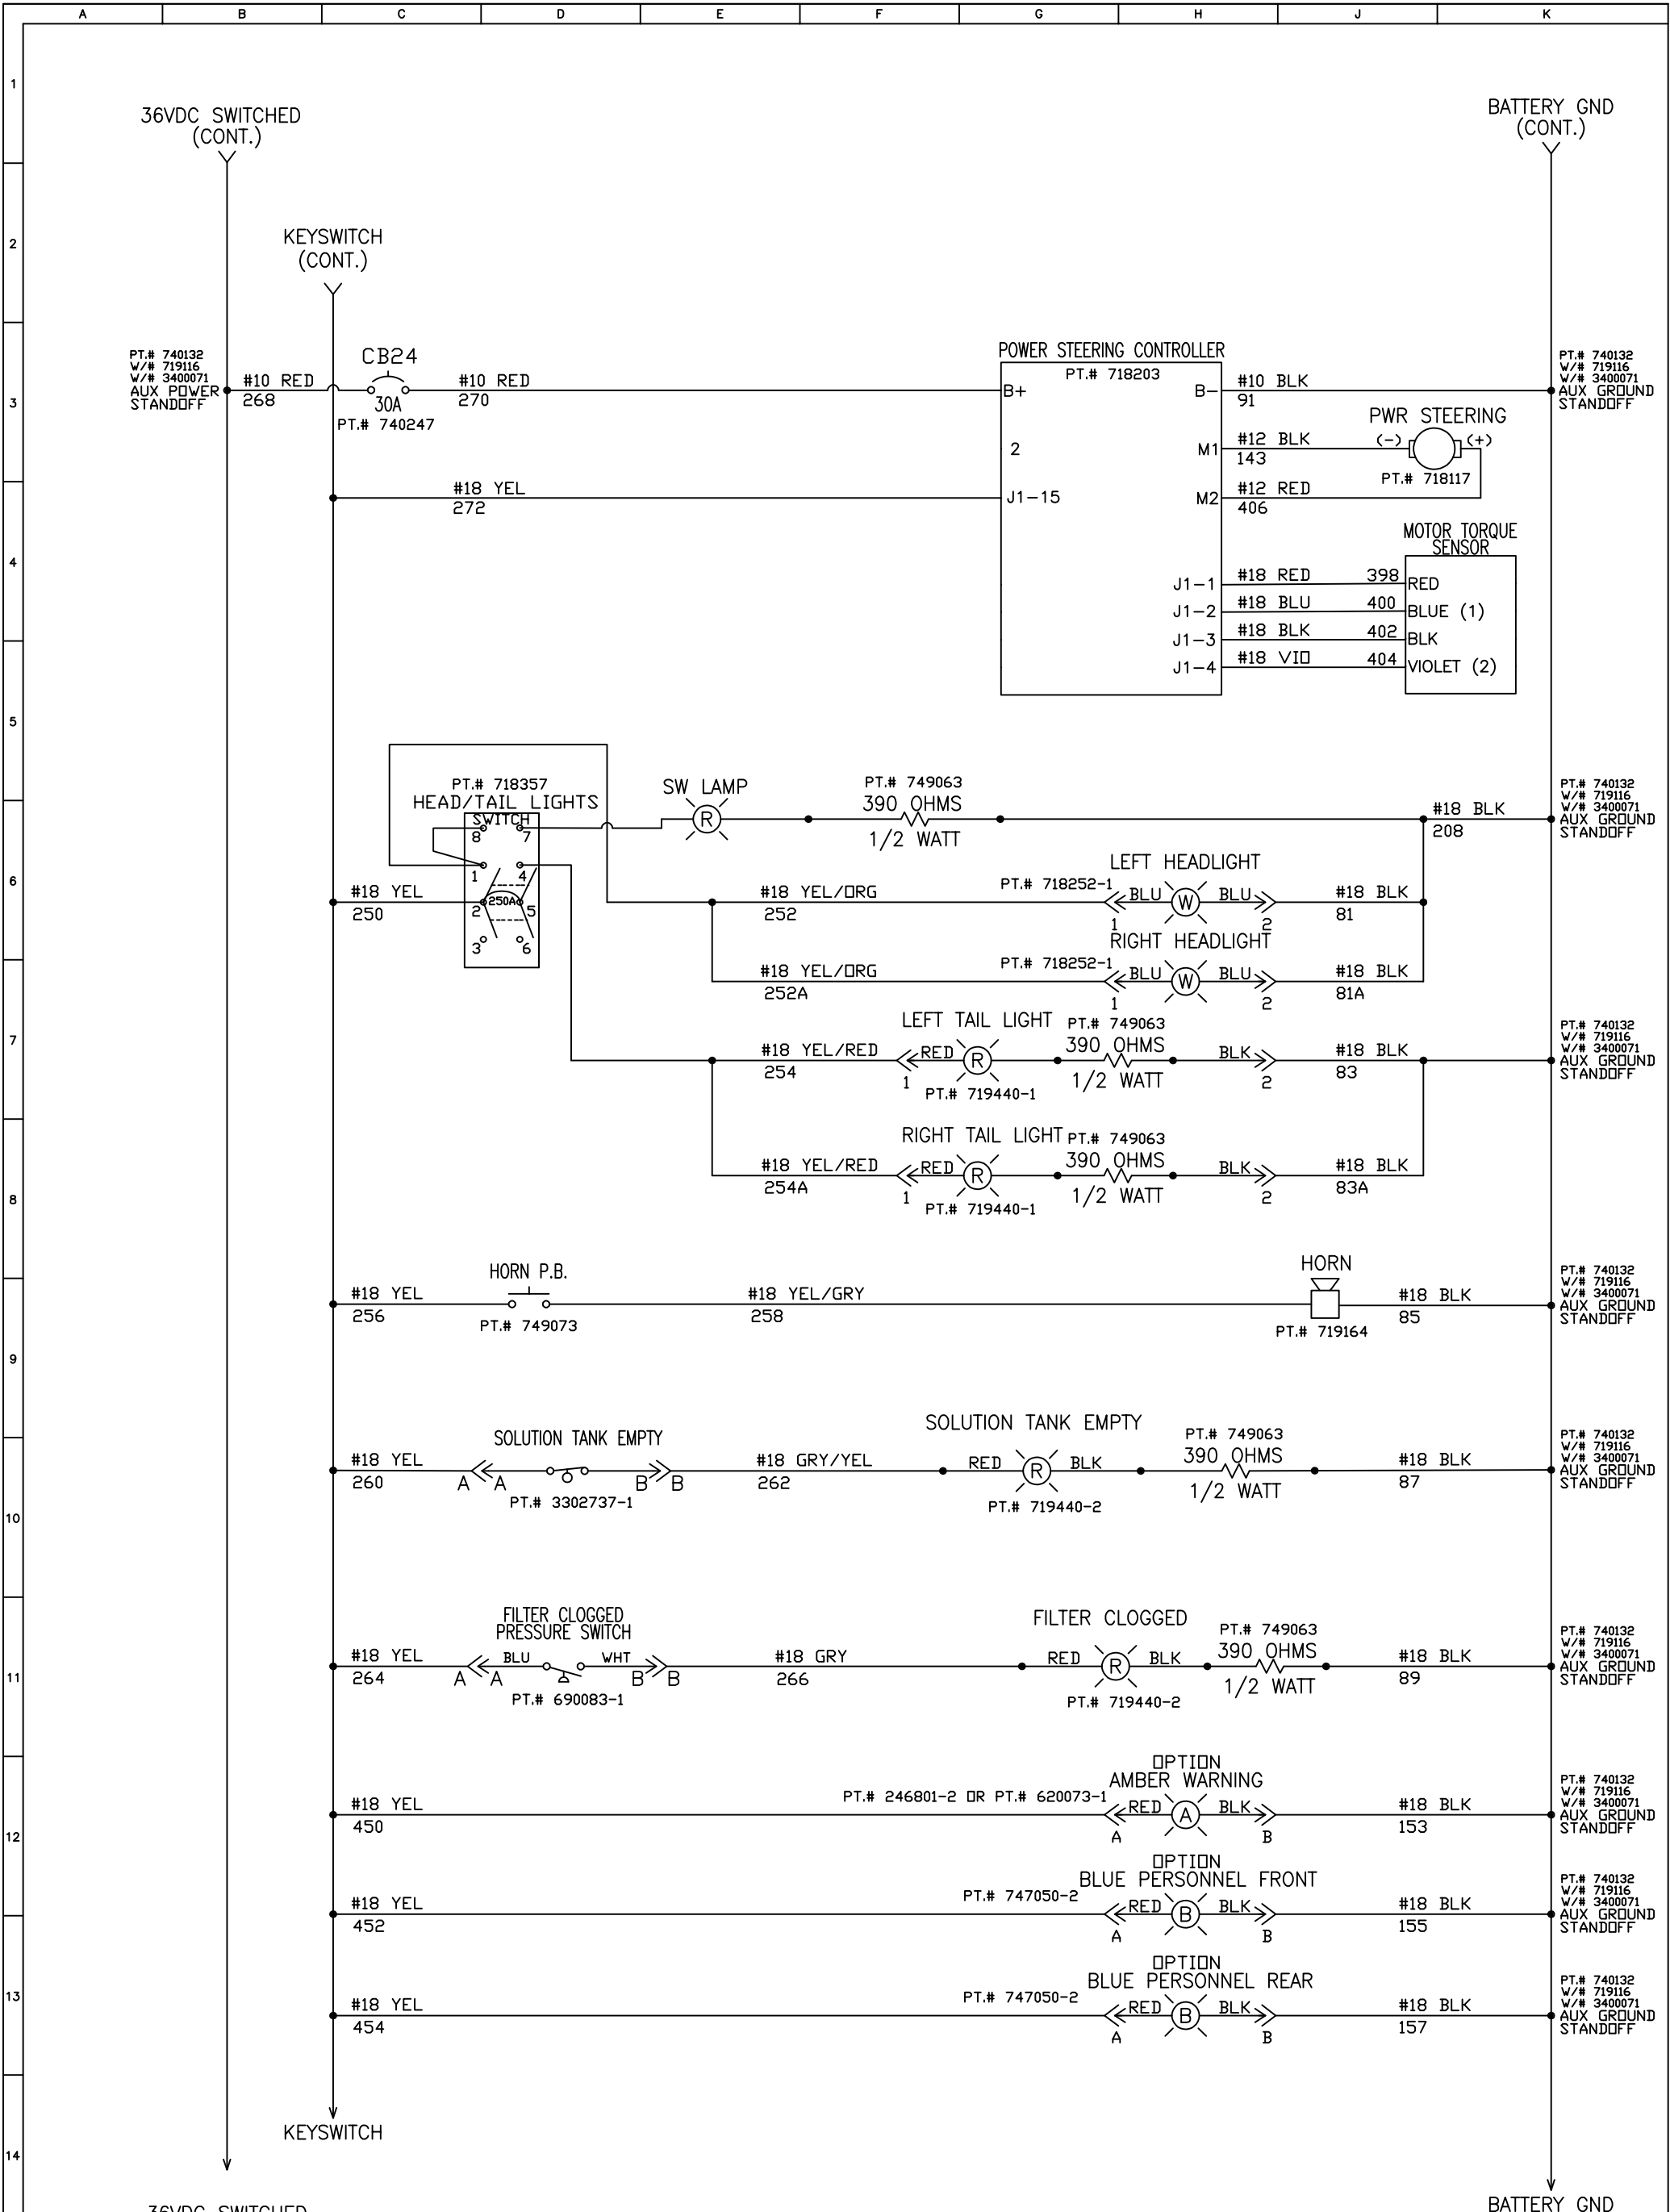 A B C D E F G H J K
1
36VDC SWITCHED
(CONT.)
BATTERY GND
(CONT.)
2
KEYSWITCH
(CONT.)
3
PT.# 740132
W/# 719116
W/# 3400071
AUX POWER
STANDOFF
#10 RED
268
CB24
30A
PT.# 740247
#10 RED
270
POWER STEERING CONTROLLER
PT.# 718203
B+
B-
#10 BLK
91
PT.# 740132
W/# 719116
W/# 3400071
AUX GROUND
STANDOFF
PWR STEERING
2
M1
#12 BLK
143
(-)
(+)
PT.# 718117
#18 YEL
272
J1-15
M2
#12 RED
406
4
MOTOR TORQUE
SENSOR
J1-1
#18 RED
398
RED
J1-2
#18 BLU
400
BLUE (1)
J1-3
#18 BLK
402
BLK
J1-4
#18 VIO
404
VIOLET (2)
5
PT.# 718357
HEAD/TAIL LIGHTS
SWITCH
8 7
1 4
2 250A 5
3 6
SW LAMP
R
PT.# 749063
390 OHMS
1/2 WATT
#18 BLK
208
PT.# 740132
W/# 719116
W/# 3400071
AUX GROUND
STANDOFF
6
#18 YEL
250
#18 YEL/ORG
252
PT.# 718252-1
LEFT HEADLIGHT
BLU W BLU
1 2
#18 BLK
81
RIGHT HEADLIGHT
#18 YEL/ORG
252A
PT.# 718252-1
BLU W BLU
1 2
#18 BLK
81A
7
LEFT TAIL LIGHT
#18 YEL/RED
254
RED R
1
PT.# 719440-1
PT.# 749063
390 OHMS
1/2 WATT
BLK
2
#18 BLK
83
PT.# 740132
W/# 719116
W/# 3400071
AUX GROUND
STANDOFF
8
RIGHT TAIL LIGHT
#18 YEL/RED
254A
RED R
1
PT.# 719440-1
PT.# 749063
390 OHMS
1/2 WATT
BLK
2
#18 BLK
83A
HORN P.B.
#18 YEL
256
PT.# 749073
#18 YEL/GRY
258
HORN
PT.# 719164
#18 BLK
85
PT.# 740132
W/# 719116
W/# 3400071
AUX GROUND
STANDOFF
9
SOLUTION TANK EMPTY
#18 YEL
260
A A B B
PT.# 3302737-1
#18 GRY/YEL
262
SOLUTION TANK EMPTY
RED R BLK
PT.# 719440-2
PT.# 749063
390 OHMS
1/2 WATT
#18 BLK
87
PT.# 740132
W/# 719116
W/# 3400071
AUX GROUND
STANDOFF
10
FILTER CLOGGED
PRESSURE SWITCH
#18 YEL
264
BLU WHT
A A B B
PT.# 690083-1
#18 GRY
266
FILTER CLOGGED
RED R BLK
PT.# 719440-2
PT.# 749063
390 OHMS
1/2 WATT
#18 BLK
89
PT.# 740132
W/# 719116
W/# 3400071
AUX GROUND
STANDOFF
11
OPTION
AMBER WARNING
#18 YEL
450
PT.# 246801-2 OR PT.# 620073-1
RED A BLK
A B
#18 BLK
153
PT.# 740132
W/# 719116
W/# 3400071
AUX GROUND
STANDOFF
12
OPTION
BLUE PERSONNEL FRONT
#18 YEL
452
PT.# 747050-2
RED B BLK
A B
#18 BLK
155
PT.# 740132
W/# 719116
W/# 3400071
AUX GROUND
STANDOFF
13
OPTION
BLUE PERSONNEL REAR
#18 YEL
454
PT.# 747050-2
RED B BLK
A B
#18 BLK
157
PT.# 740132
W/# 719116
W/# 3400071
AUX GROUND
STANDOFF
KEYSWITCH
14
36VDC SWITCHED
BATTERY GND